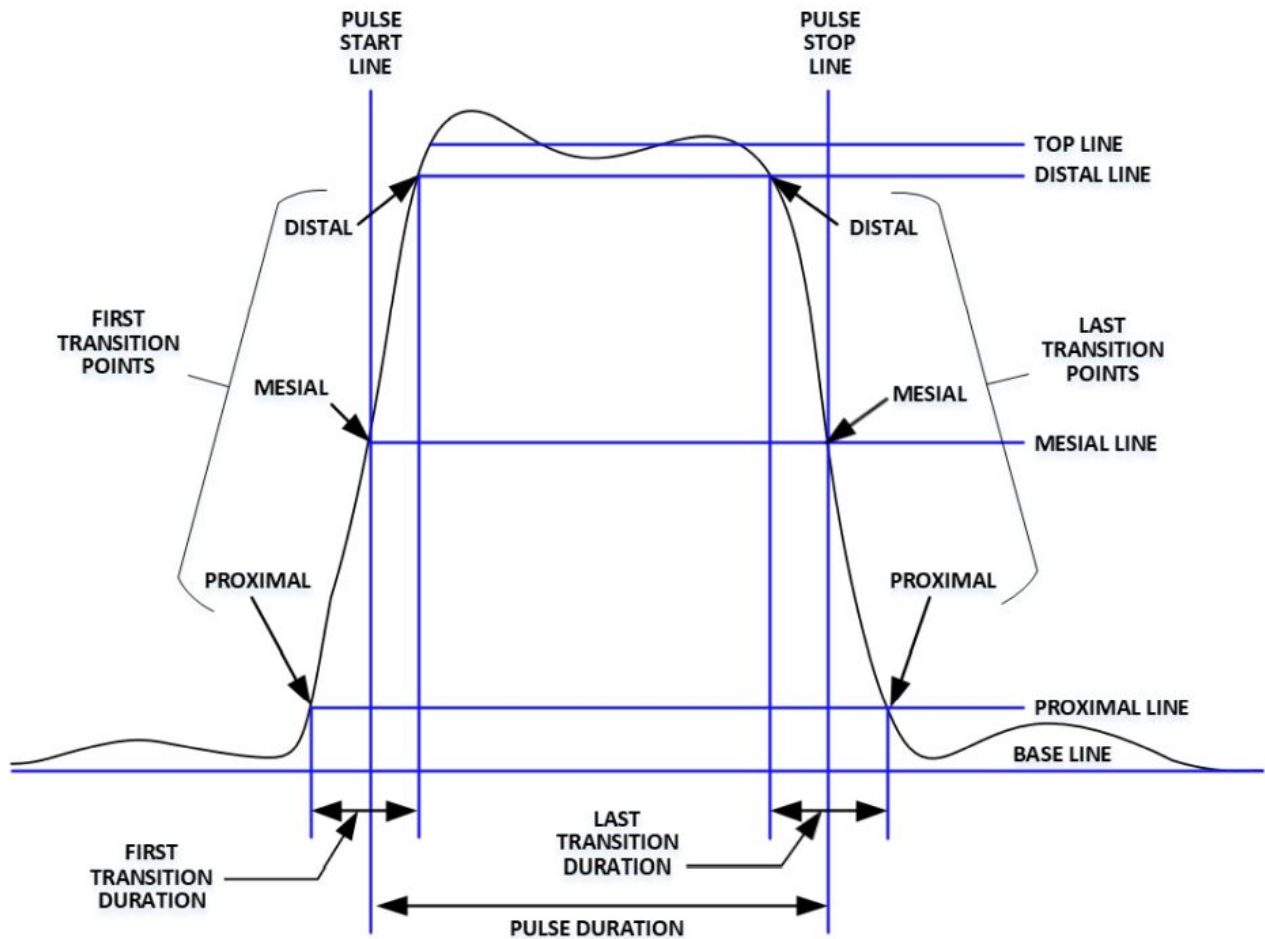 PULSE
START
LINE
PULSE
STOP
LINE
TOP LINE
DISTAL LINE
DISTAL
DISTAL
FIRST
TRANSITION
POINTS
LAST
TRANSITION
POINTS
MESIAL
MESIAL
MESIAL LINE
PROXIMAL
PROXIMAL
PROXIMAL LINE
BASE LINE
FIRST
TRANSITION
DURATION
LAST
TRANSITION
DURATION
PULSE DURATION